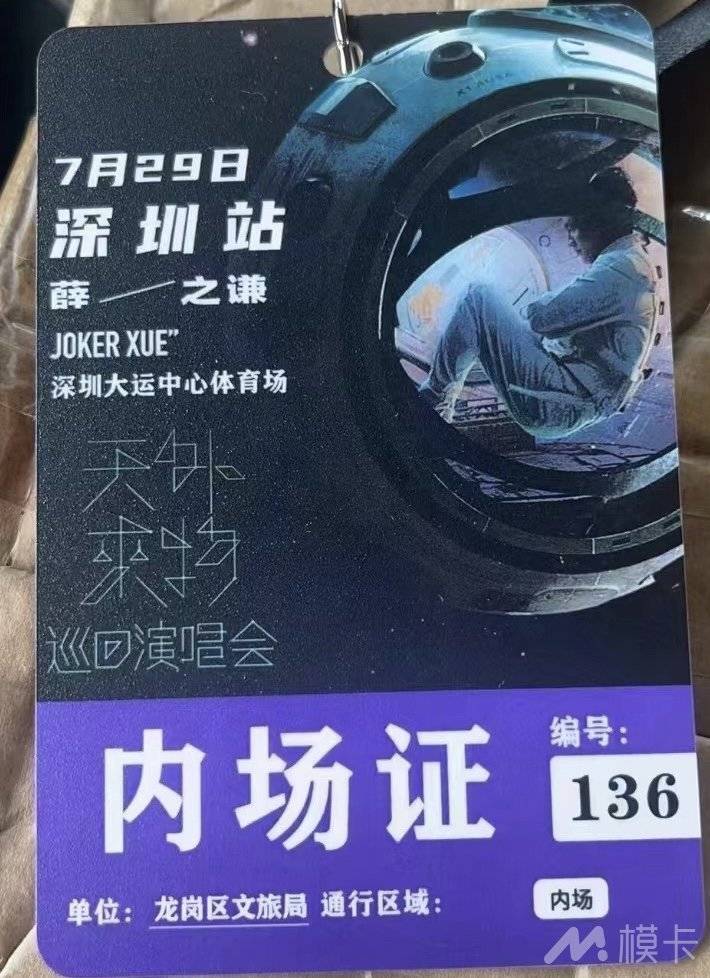 7月29日
深圳站
薛之谦
JOKER XUE"
深圳大运中心体育场
天外
來物
巡回演唱会
内场证
编号：
136
单位：龙岗区文旅局 通行区域：内场
模卡